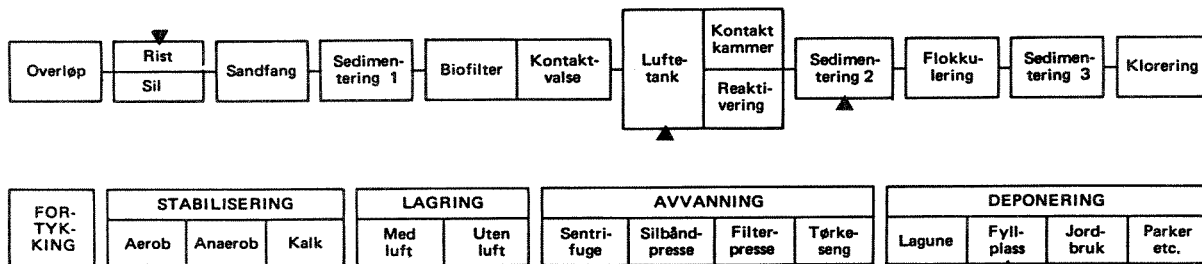 Overløp
Rist
Sil
Sandfang
Sedimen-
tering 1
Biofilter
Kontakt-
valse
Lufte-
tank
Kontakt
kammer
Reakti-
vering
Sedimen-
tering 2
Flokku-
lering
Sedimen-
tering 3
Klorering
FOR-
TYK-
KING
STABILISERING
Aerob
Anaerob
Kalk
LAGRING
Med
luft
Uten
luft
AVVANNING
Sentri-
fuge
Silbånd-
presse
Filter-
presse
Tørke-
seng
DEPONERING
Lagune
Fyll-
plass
Jord-
bruk
Parker
etc.